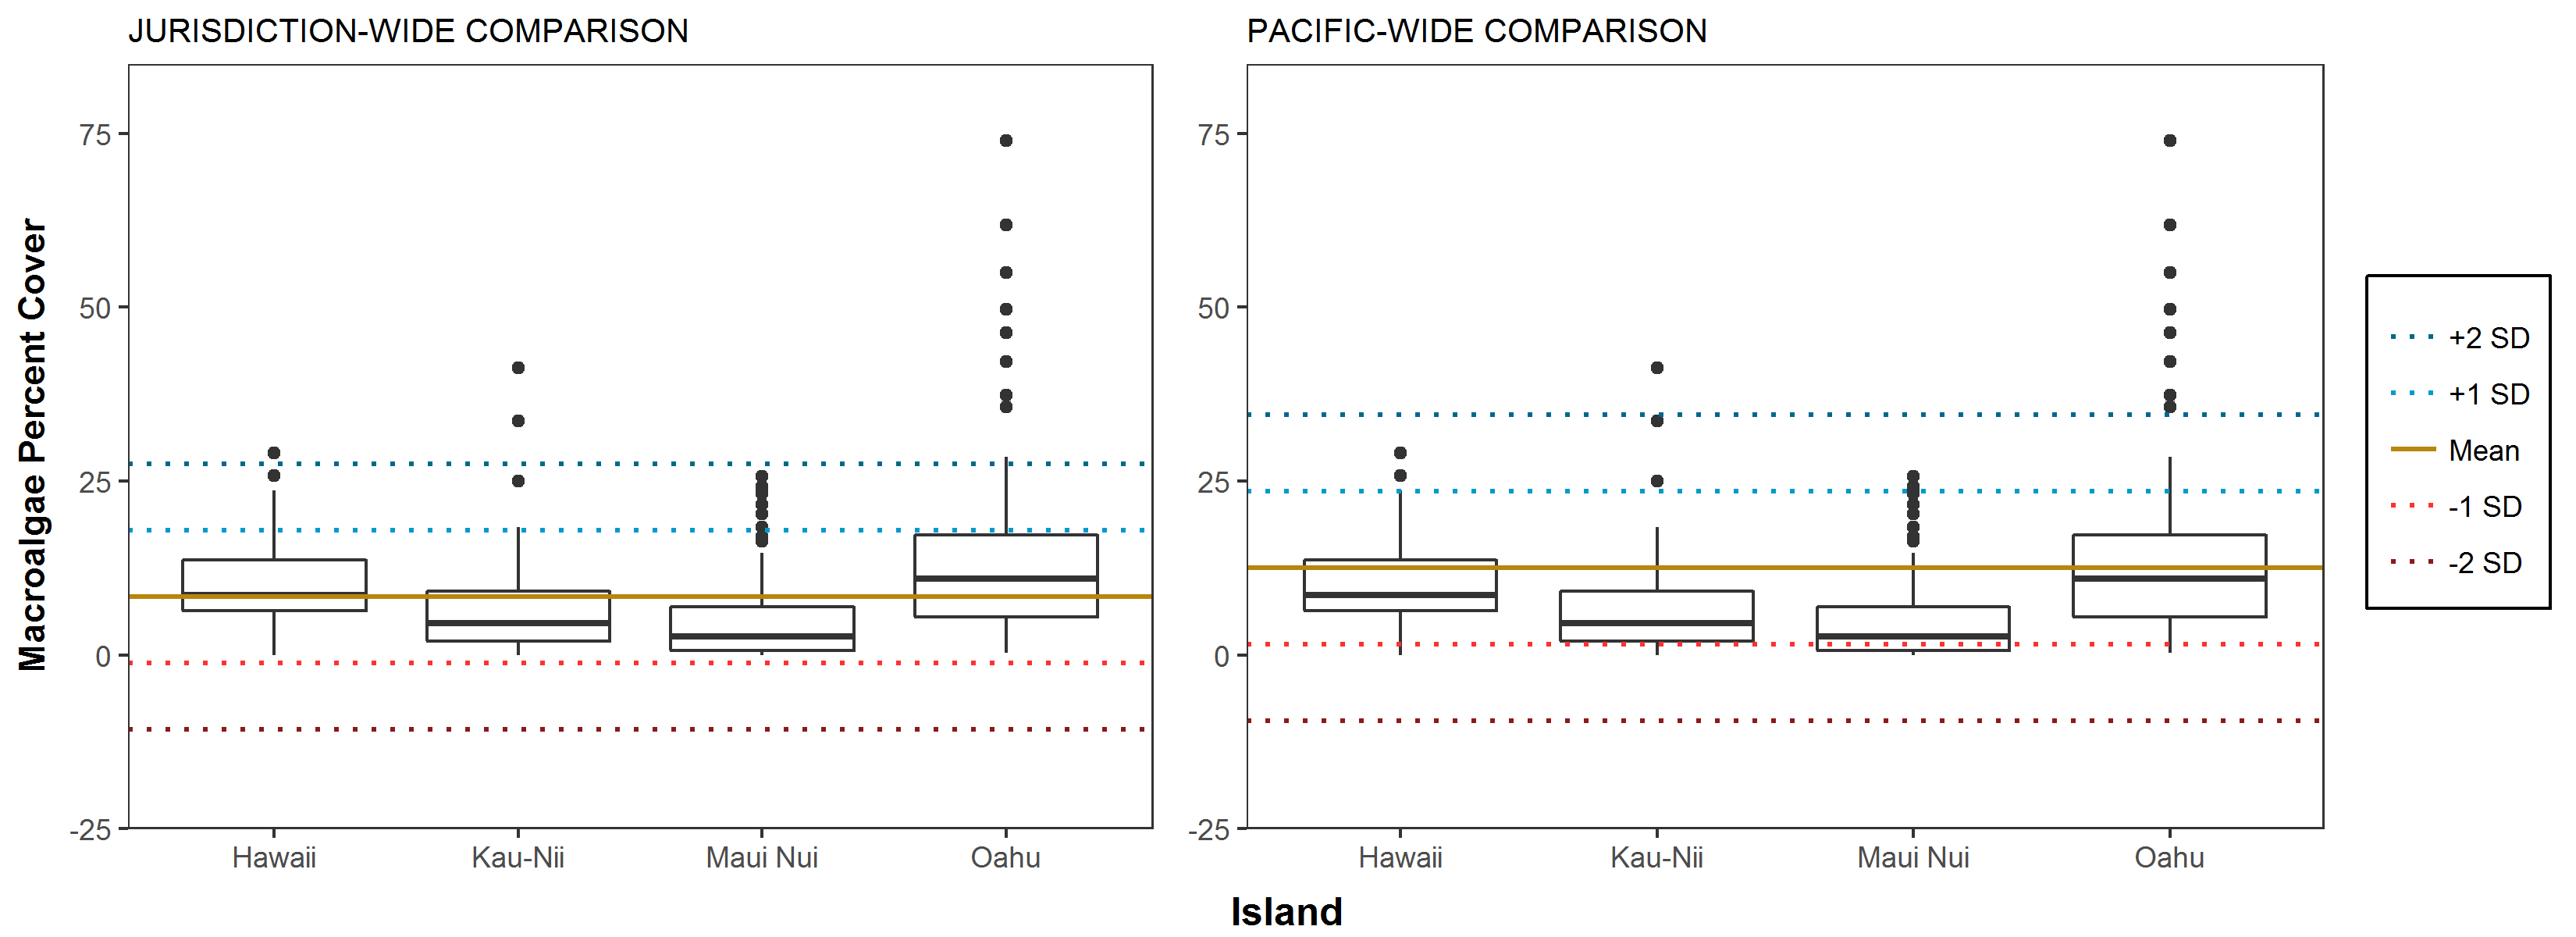 JURISDICTION-WIDE COMPARISON
PACIFIC-WIDE COMPARISON
Macroalgae Percent Cover
75
50
25
0
-25
Hawaii
Kau-Nii
Maui Nui
Oahu
75
50
25
0
-25
Hawaii
Kau-Nii
Maui Nui
Oahu
Island
+2 SD
+1 SD
Mean
-1 SD
-2 SD